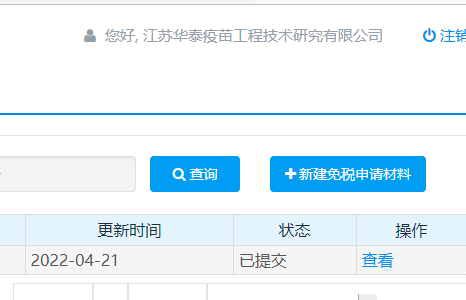 您好, 江苏华泰疫苗工程技术研究有限公司 注销
查询 新建免税申请材料
更新时间 状态 操作
2022-04-21 已提交 查看